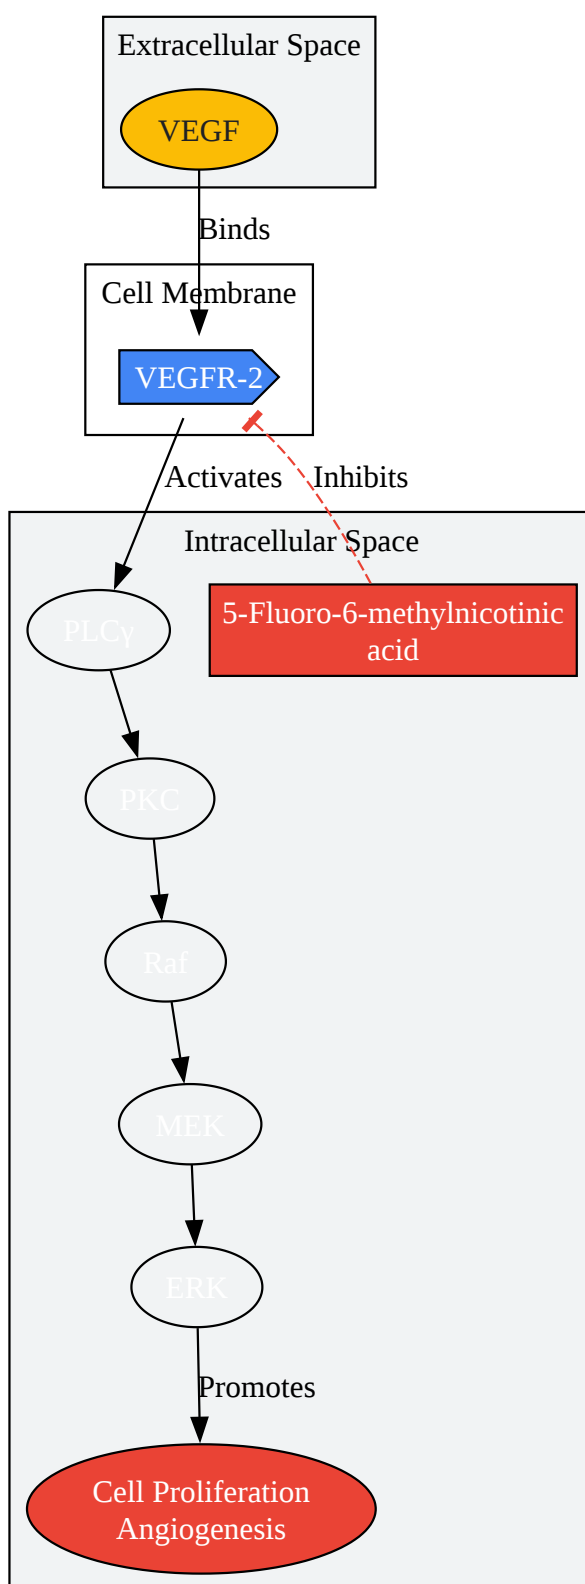 Extracellular Space
VEGF
Binds
Cell Membrane
VEGFR-2
Activates
Inhibits
Intracellular Space
5-Fluoro-6-methylnicotinic
acid
PLCγ
PKC
Raf
MEK
ERK
Promotes
Cell Proliferation
Angiogenesis